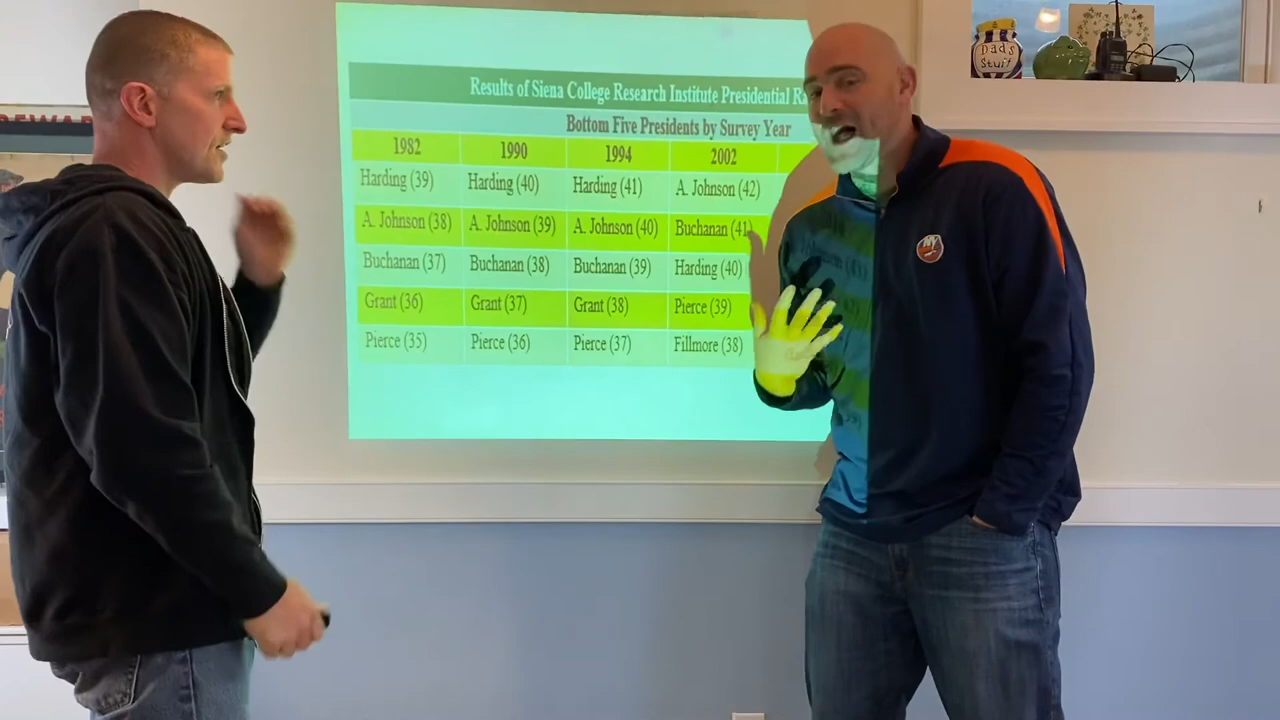 Results of Siena College Research Institute Presidential
Bottom Five Presidents by Survey Year
1982 1990 1994 2002
Harding (39) Harding (40) Harding (41) A. Johnson (42)
A. Johnson (38) A. Johnson (39) A. Johnson (40) Buchanan (41)
Buchanan (37) Buchanan (38) Buchanan (39) Harding (40)
Grant (36) Grant (37) Grant (38) Pierce (39)
Pierce (35) Pierce (36) Pierce (37) Fillmore (38)
Dad's
Stuff
NY